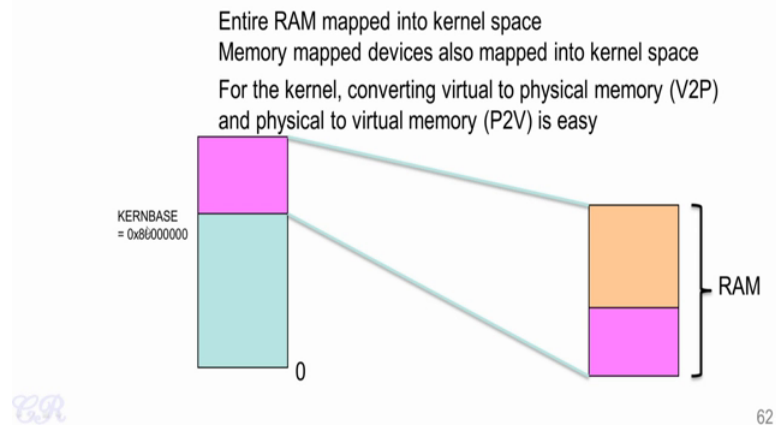 Entire RAM mapped into kernel space
Memory mapped devices also mapped into kernel space
For the kernel, converting virtual to physical memory (V2P)
and physical to virtual memory (P2V) is easy
KERNBASE
= 0x80000000
RAM
0
CR
62